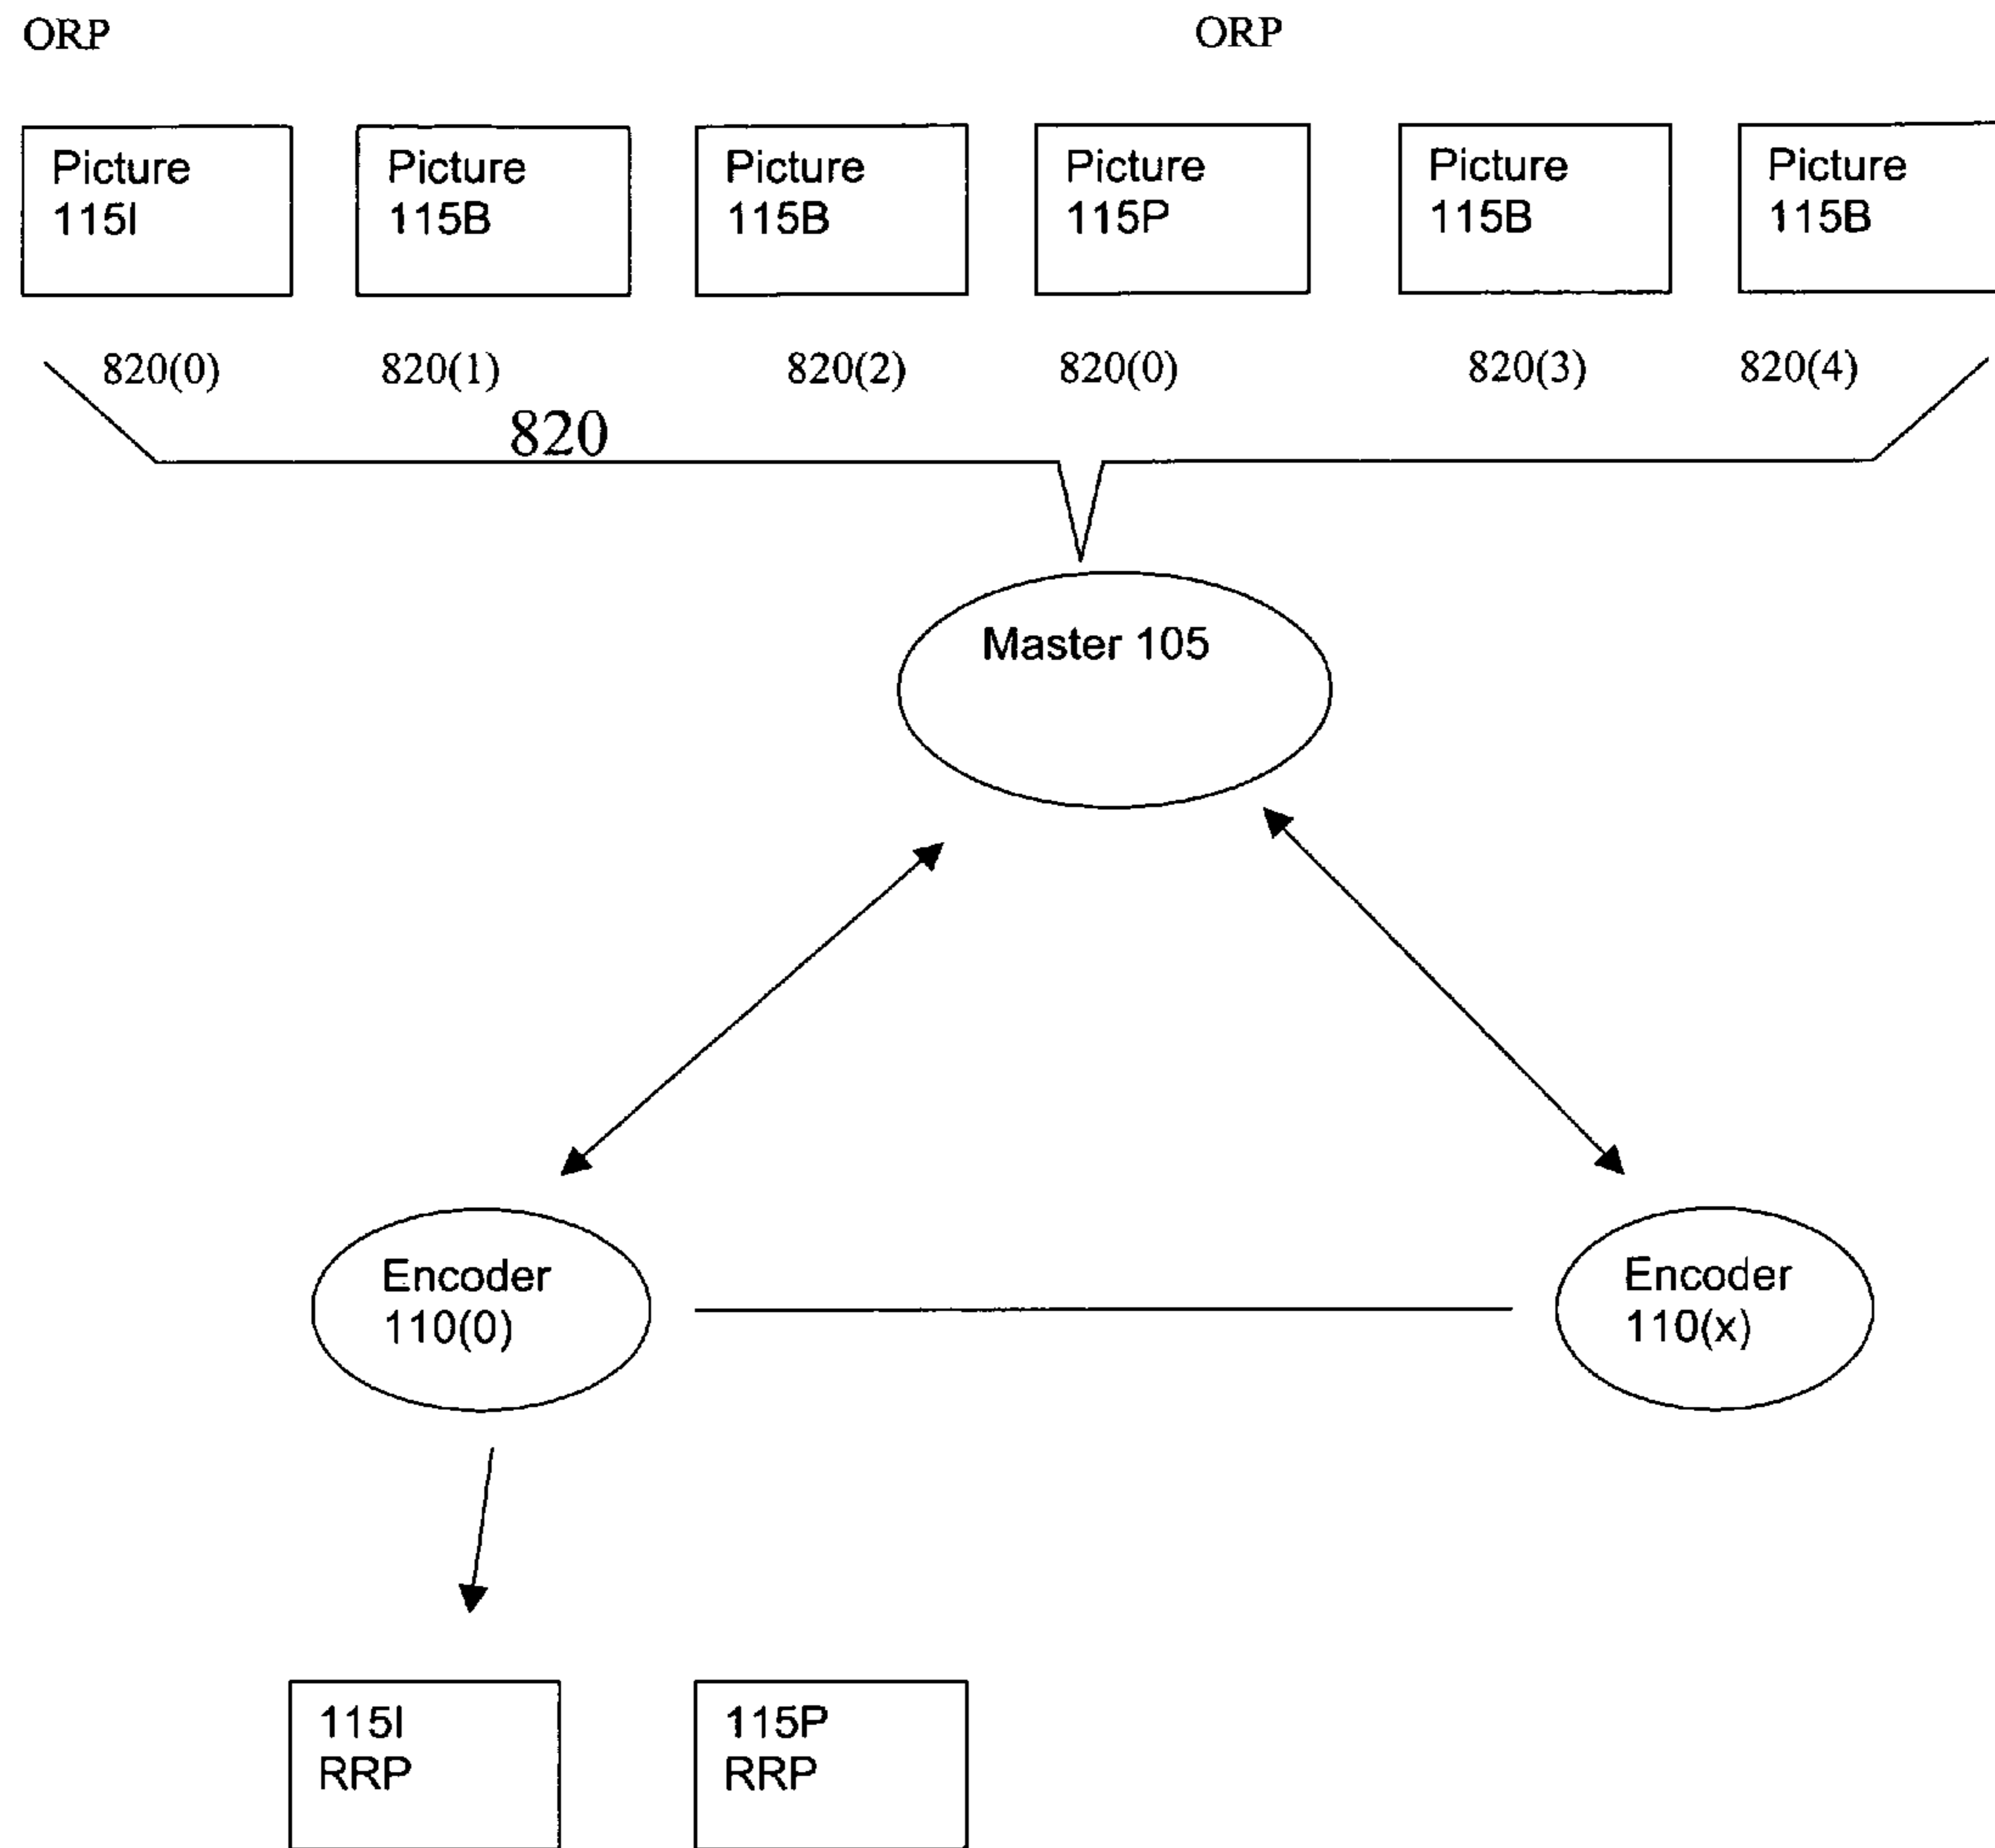 ORP ORP
Picture Picture Picture Picture Picture Picture
115I 115B 115B 115P 115B 115B
820(0) 820(1) 820(2) 820(0) 820(3) 820(4)
820
Master 105
Encoder Encoder
110(0) 110(x)
115I 115P
RRP RRP